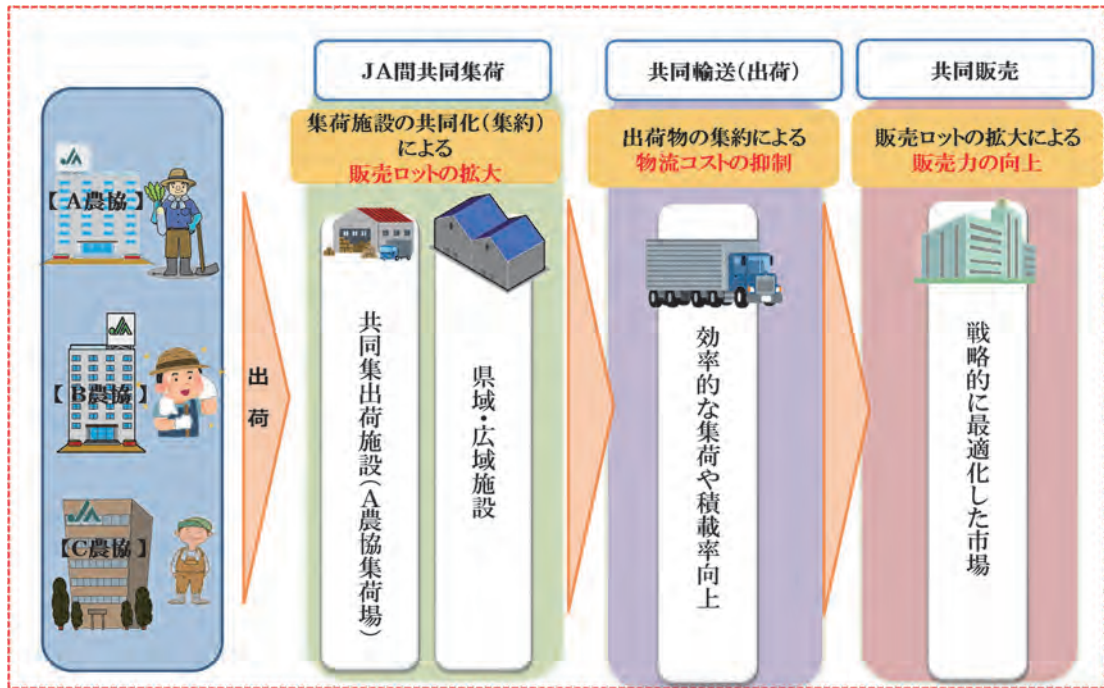 JA
【A農協】
JA
【B農協】
JA
【C農協】
出荷
JA間共同集荷
集荷施設の共同化(集約)
による
販売ロットの拡大
共同集出荷施設(A農協集荷場)
県域・広域施設
共同輸送(出荷)
出荷物の集約による
物流コストの抑制
効率的な集荷や積載率向上
共同販売
販売ロットの拡大による
販売力の向上
戦略的に最適化した市場